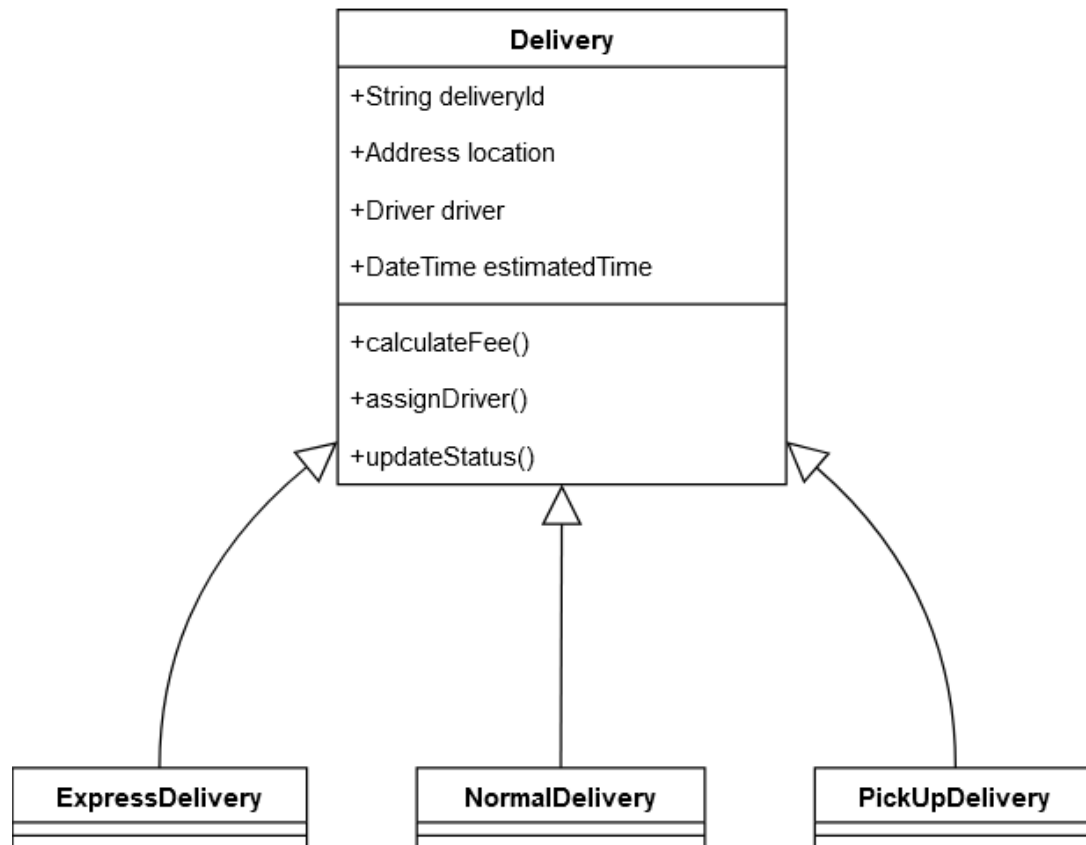 Delivery
+String deliveryId
+Address location
+Driver driver
+DateTime estimatedTime
+calculateFee()
+assignDriver()
+updateStatus()
ExpressDelivery
NormalDelivery
PickUpDelivery